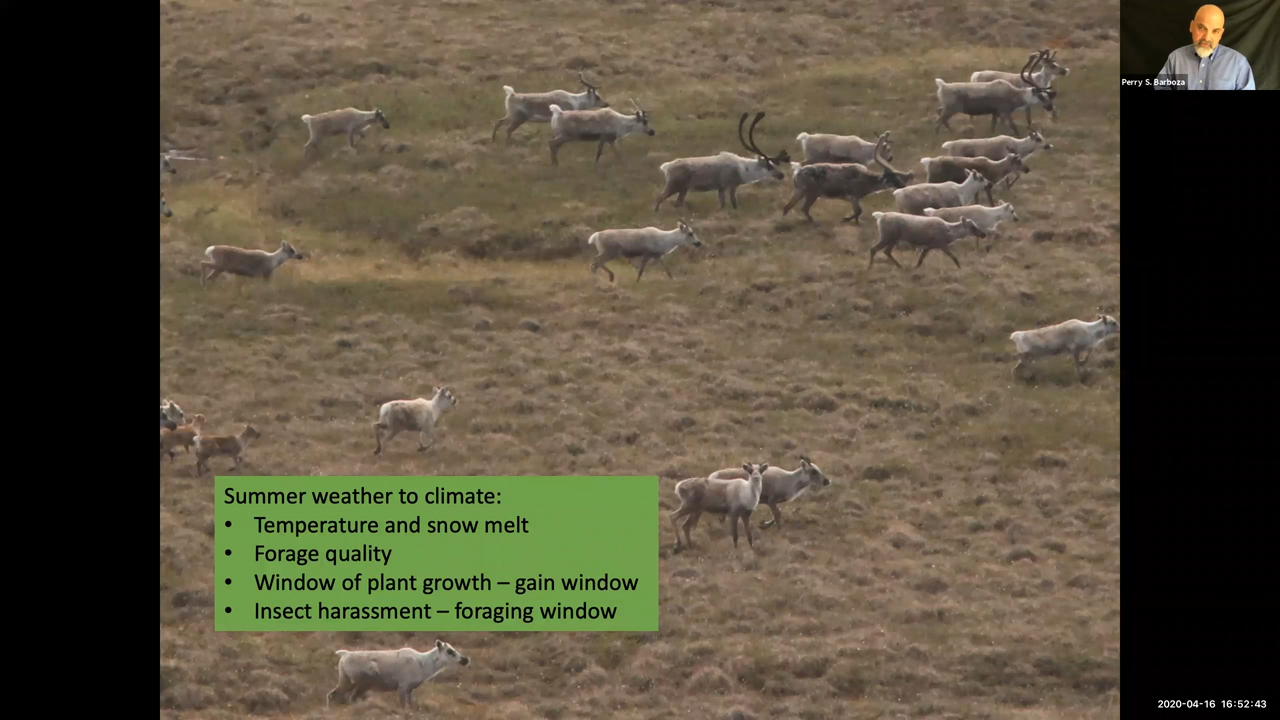 Perry S. Barboza
Summer weather to climate:
• Temperature and snow melt
• Forage quality
• Window of plant growth – gain window
• Insect harassment – foraging window
2020-04-16 16:52:43